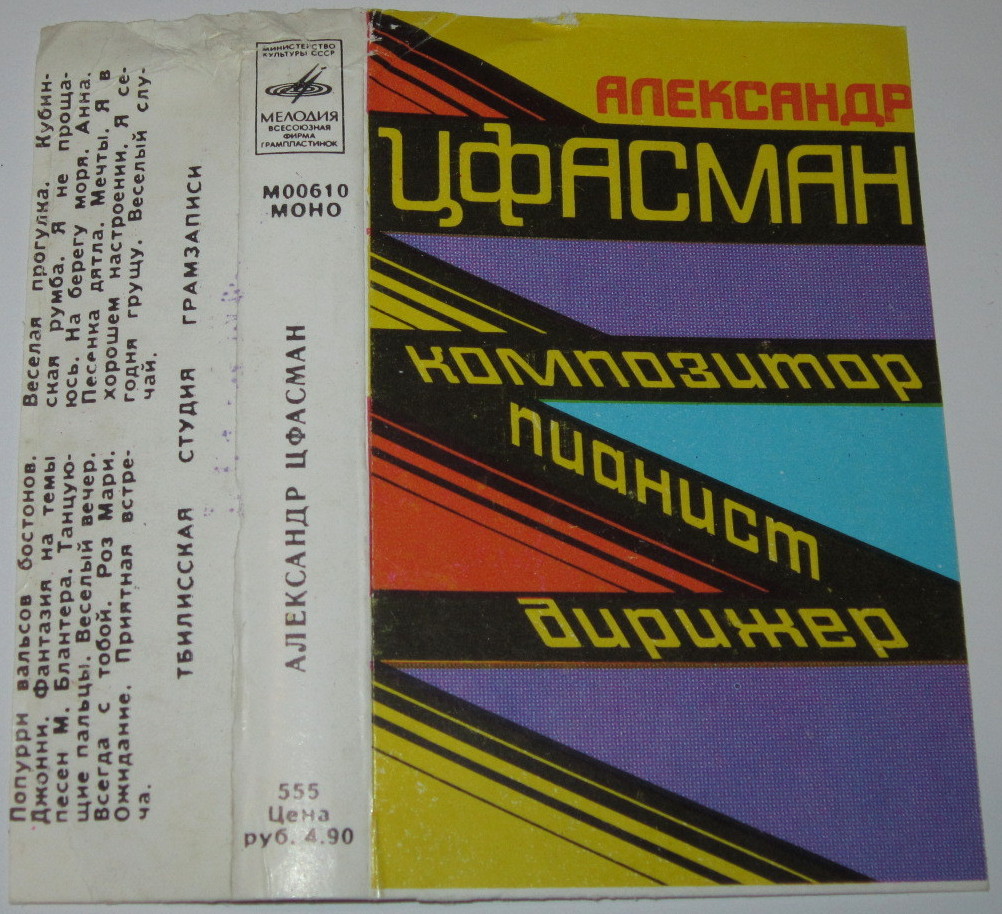 Попурри вальсов бостонов.
Джонни. Фантазия на темы
песен М. Блантера. Танцую-
щие пальцы. Веселый вечер.
Всегда с тобой. Роз Мари.
Ожидание. Приятная встре-
ча.
Веселая прогулка. Кубин-
ская румба. Я не проща-
юсь. На берегу моря. Анна.
Песенка дятла. Мечты. Я в
хорошем настроении. Я се-
годня грущу. Веселый слу-
чай.
ТБИЛИССКАЯ СТУДИЯ ГРАМЗАПИСИ
МИНИСТЕРСТВО
КУЛЬТУРЫ СССР
МЕЛОДИЯ
ВСЕСОЮЗНАЯ
ФИРМА
ГРАМПЛАСТИНОК
М00610
МОНО
АЛЕКСАНДР ЦФАСМАН
555
Цена
руб. 4.90
АЛЕКСАНДР
ЦФАСМАН
композитор
пианист
дирижер